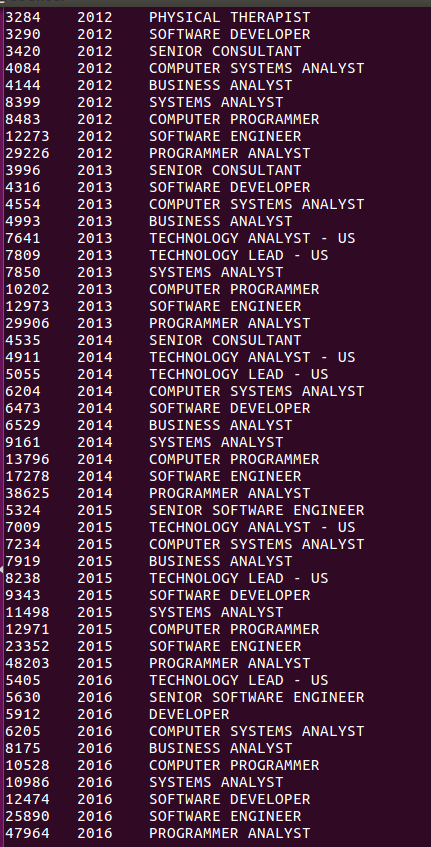 3284 2012 PHYSICAL THERAPIST
3290 2012 SOFTWARE DEVELOPER
3420 2012 SENIOR CONSULTANT
4084 2012 COMPUTER SYSTEMS ANALYST
4144 2012 BUSINESS ANALYST
8399 2012 SYSTEMS ANALYST
8483 2012 COMPUTER PROGRAMMER
12273 2012 SOFTWARE ENGINEER
29226 2012 PROGRAMMER ANALYST
3996 2013 SENIOR CONSULTANT
4316 2013 SOFTWARE DEVELOPER
4554 2013 COMPUTER SYSTEMS ANALYST
4993 2013 BUSINESS ANALYST
7641 2013 TECHNOLOGY ANALYST - US
7809 2013 TECHNOLOGY LEAD - US
7850 2013 SYSTEMS ANALYST
10202 2013 COMPUTER PROGRAMMER
12973 2013 SOFTWARE ENGINEER
29906 2013 PROGRAMMER ANALYST
4535 2014 SENIOR CONSULTANT
4911 2014 TECHNOLOGY ANALYST - US
5055 2014 TECHNOLOGY LEAD - US
6204 2014 COMPUTER SYSTEMS ANALYST
6473 2014 SOFTWARE DEVELOPER
6529 2014 BUSINESS ANALYST
9161 2014 SYSTEMS ANALYST
13796 2014 COMPUTER PROGRAMMER
17278 2014 SOFTWARE ENGINEER
38625 2014 PROGRAMMER ANALYST
5324 2015 SENIOR SOFTWARE ENGINEER
7009 2015 TECHNOLOGY ANALYST - US
7234 2015 COMPUTER SYSTEMS ANALYST
7919 2015 BUSINESS ANALYST
8238 2015 TECHNOLOGY LEAD - US
9343 2015 SOFTWARE DEVELOPER
11498 2015 SYSTEMS ANALYST
12971 2015 COMPUTER PROGRAMMER
23352 2015 SOFTWARE ENGINEER
48203 2015 PROGRAMMER ANALYST
5405 2016 TECHNOLOGY LEAD - US
5630 2016 SENIOR SOFTWARE ENGINEER
5912 2016 DEVELOPER
6205 2016 COMPUTER SYSTEMS ANALYST
8175 2016 BUSINESS ANALYST
10528 2016 COMPUTER PROGRAMMER
10986 2016 SYSTEMS ANALYST
12474 2016 SOFTWARE DEVELOPER
25890 2016 SOFTWARE ENGINEER
47964 2016 PROGRAMMER ANALYST